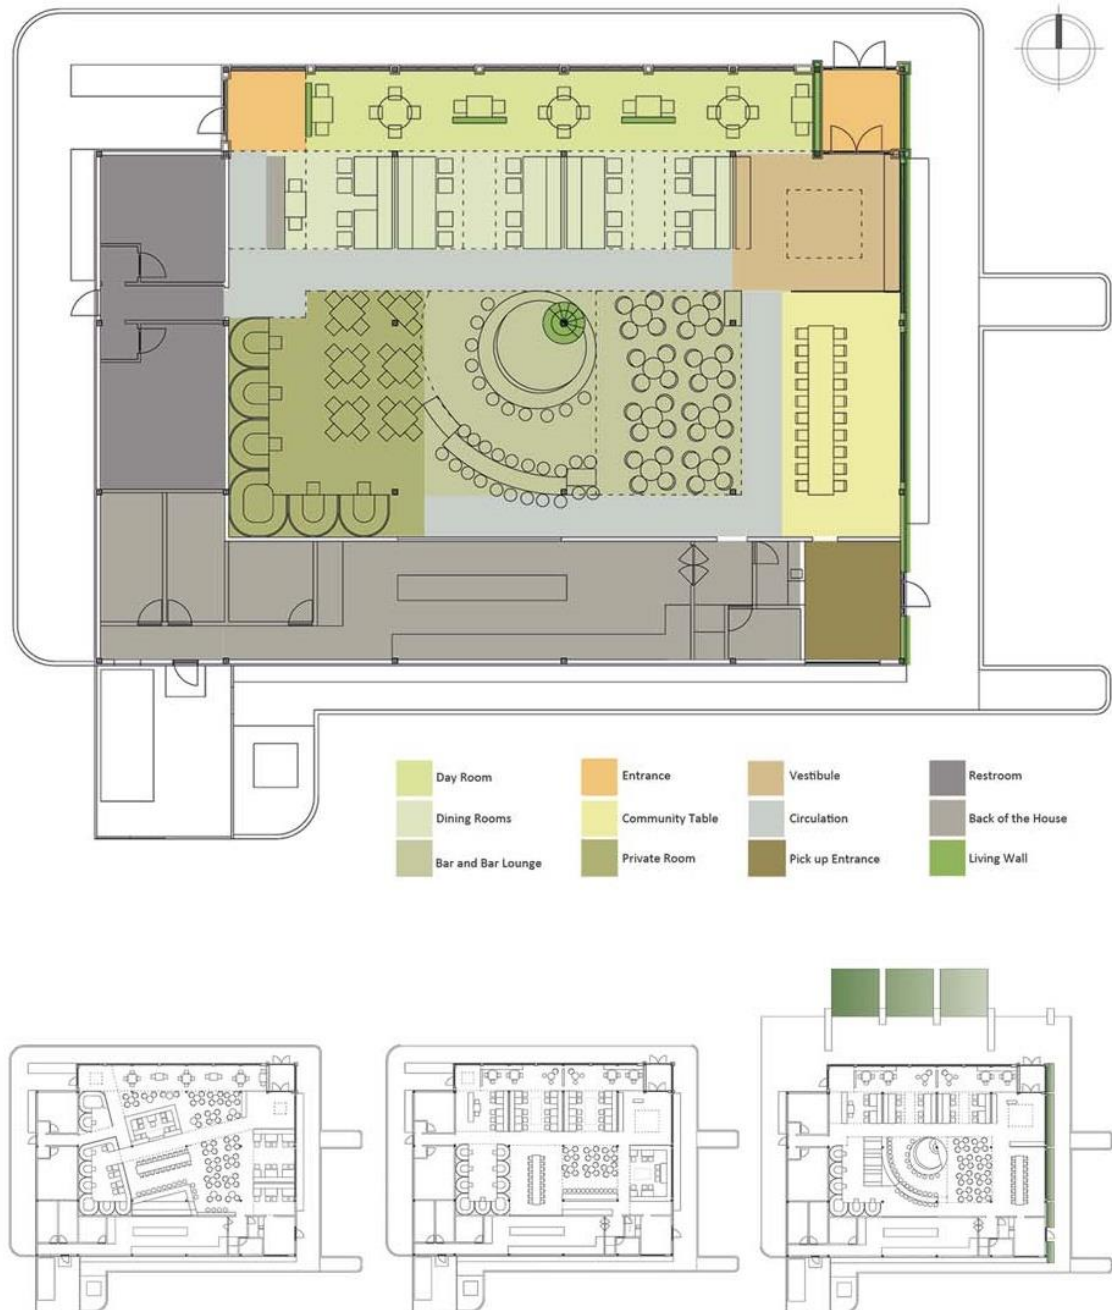 Day Room
Entrance
Vestibule
Restroom
Dining Rooms
Community Table
Circulation
Back of the House
Bar and Bar Lounge
Private Room
Pick up Entrance
Living Wall